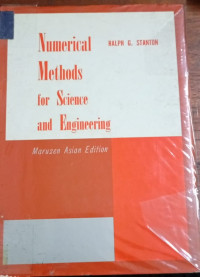 Numerical
Methods
for Science
and Engineering
RALPH G. STANTON
Maruzen Asian Edition